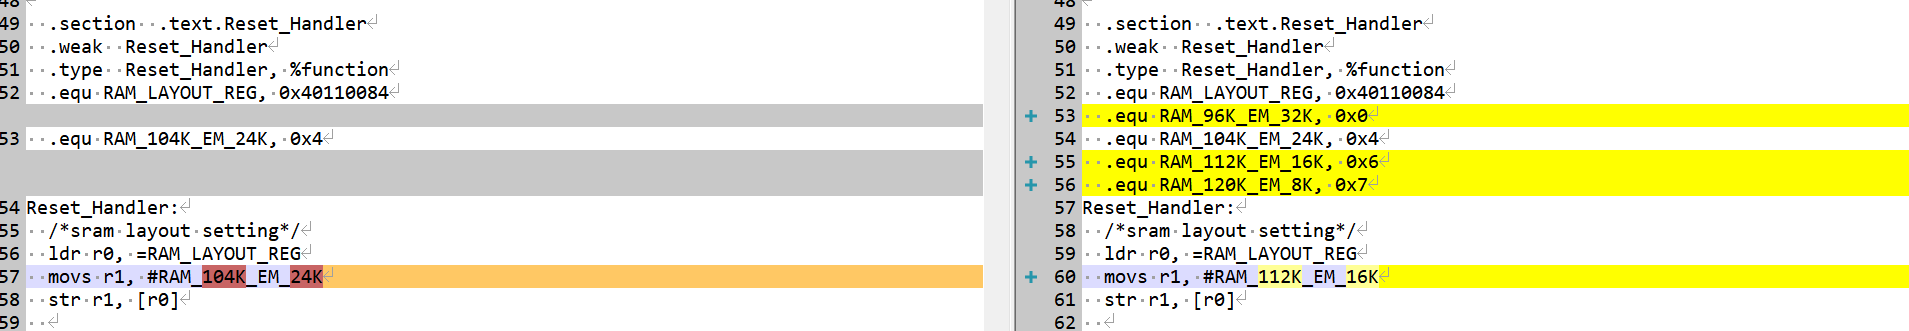 48
49 .section .text.Reset_Handler
50 .weak Reset_Handler
51 .type Reset_Handler, %function
52 .equ RAM_LAYOUT_REG, 0x40110084
53 .equ RAM_104K_EM_24K, 0x4
54 Reset_Handler:
55 /*sram layout setting*/
56 ldr r0, =RAM_LAYOUT_REG
57 movs r1, #RAM_104K_EM_24K
58 str r1, [r0]
59
48
49 .section .text.Reset_Handler
50 .weak Reset_Handler
51 .type Reset_Handler, %function
52 .equ RAM_LAYOUT_REG, 0x40110084
+ 53 .equ RAM_96K_EM_32K, 0x0
54 .equ RAM_104K_EM_24K, 0x4
+ 55 .equ RAM_112K_EM_16K, 0x6
+ 56 .equ RAM_120K_EM_8K, 0x7
57 Reset_Handler:
58 /*sram layout setting*/
59 ldr r0, =RAM_LAYOUT_REG
+ 60 movs r1, #RAM_112K_EM_16K
61 str r1, [r0]
62